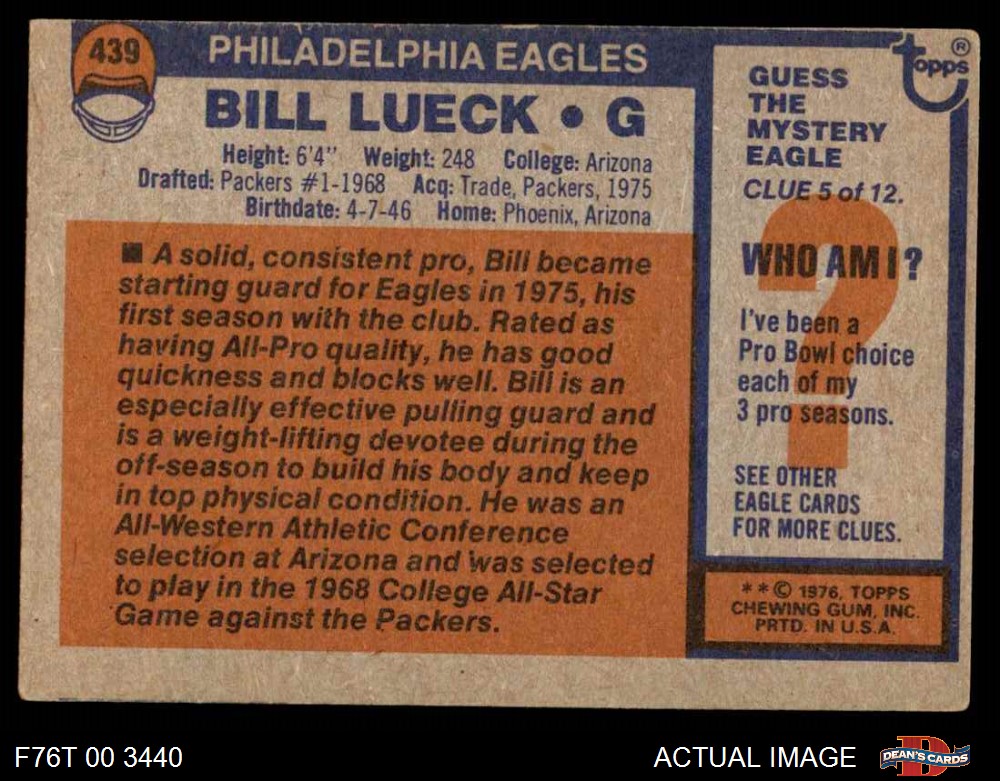 439
PHILADELPHIA EAGLES
BILL LUECK • G
Height: 6'4" Weight: 248 College: Arizona
Drafted: Packers #1-1968 Acq: Trade, Packers, 1975
Birthdate: 4-7-46 Home: Phoenix, Arizona
■ A solid, consistent pro, Bill became
starting guard for Eagles in 1975, his
first season with the club. Rated as
having All-Pro quality, he has good
quickness and blocks well. Bill is an
especially effective pulling guard and
is a weight-lifting devotee during the
off-season to build his body and keep
in top physical condition. He was an
All-Western Athletic Conference
selection at Arizona and was selected
to play in the 1968 College All-Star
Game against the Packers.
topps ®
GUESS
THE
MYSTERY
EAGLE
CLUE 5 of 12.
?
WHO AM I?
I've been a
Pro Bowl choice
each of my
3 pro seasons.
SEE OTHER
EAGLE CARDS
FOR MORE CLUES.
**© 1976, TOPPS
CHEWING GUM, INC.
PRTD. IN U.S.A.
F76T 00 3440
ACTUAL IMAGE
D
DEAN'S CARDS